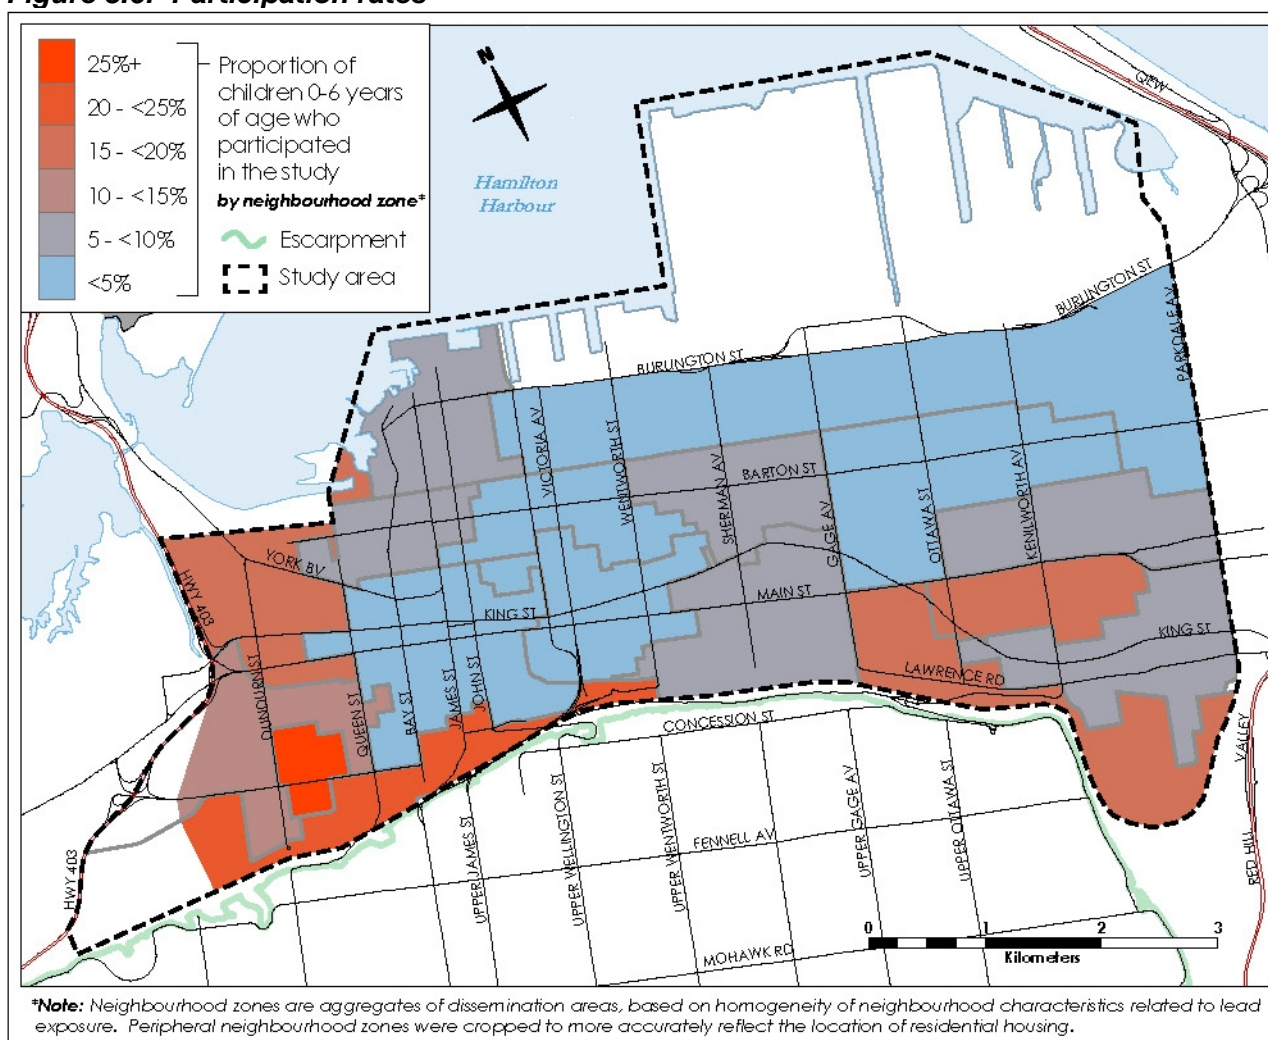 Figure 3.3: Participation rates
25%+
20 - <25%
15 - <20%
10 - <15%
5 - <10%
<5%
Proportion of
children 0-6 years
of age who
participated
in the study
by neighbourhood zone*
Escarpment
Study area
N
Hamilton
Harbour
QEW
BURLINGTON ST
BURLINGTON ST
PARKDALE AV
VICTORIA AV
WENTWORTH ST
SHERMAN AV
BARTON ST
GAGE AV
OTTAWA ST
KENILWORTH AV
YORK BV
HWY 403
KING ST
MAIN ST
KING ST
LAWRENCE RD
DUNDURN ST
QUEEN ST
BAY ST
JAMES ST
JOHN ST
CONCESSION ST
UPPER JAMES ST
UPPER WELLINGTON ST
UPPER WENTWORTH ST
FENNELL AV
UPPER GAGE AV
UPPER OTTAWA ST
RED HILL
VALLEY
HWY 403
MOHAWK RD
0 1 2 3
Kilometers
*Note: Neighbourhood zones are aggregates of dissemination areas, based on homogeneity of neighbourhood characteristics related to lead
exposure. Peripheral neighbourhood zones were cropped to more accurately reflect the location of residential housing.